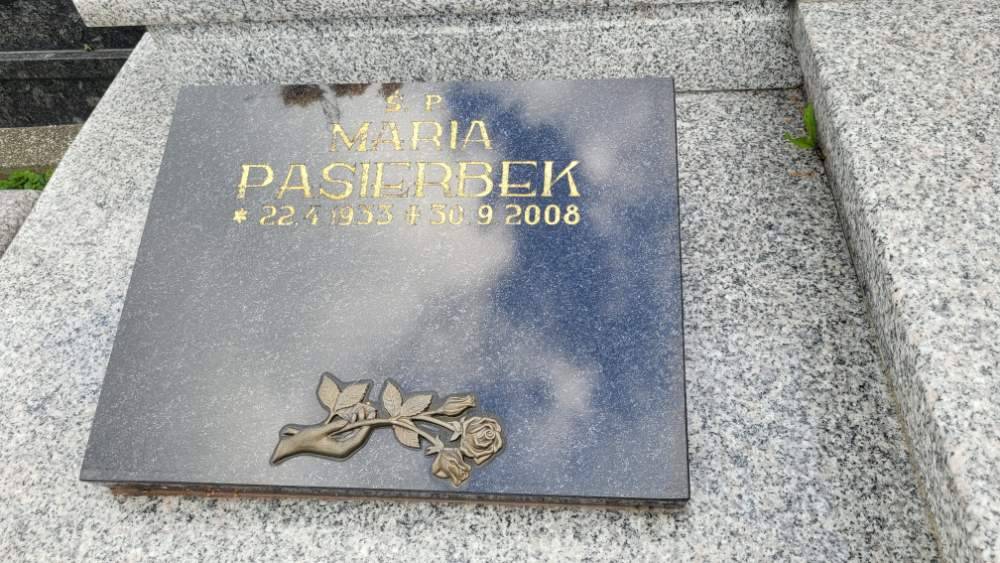 Ś. P.
MARIA
PASIERBEK
* 22.4.1933 + 30.9.2008